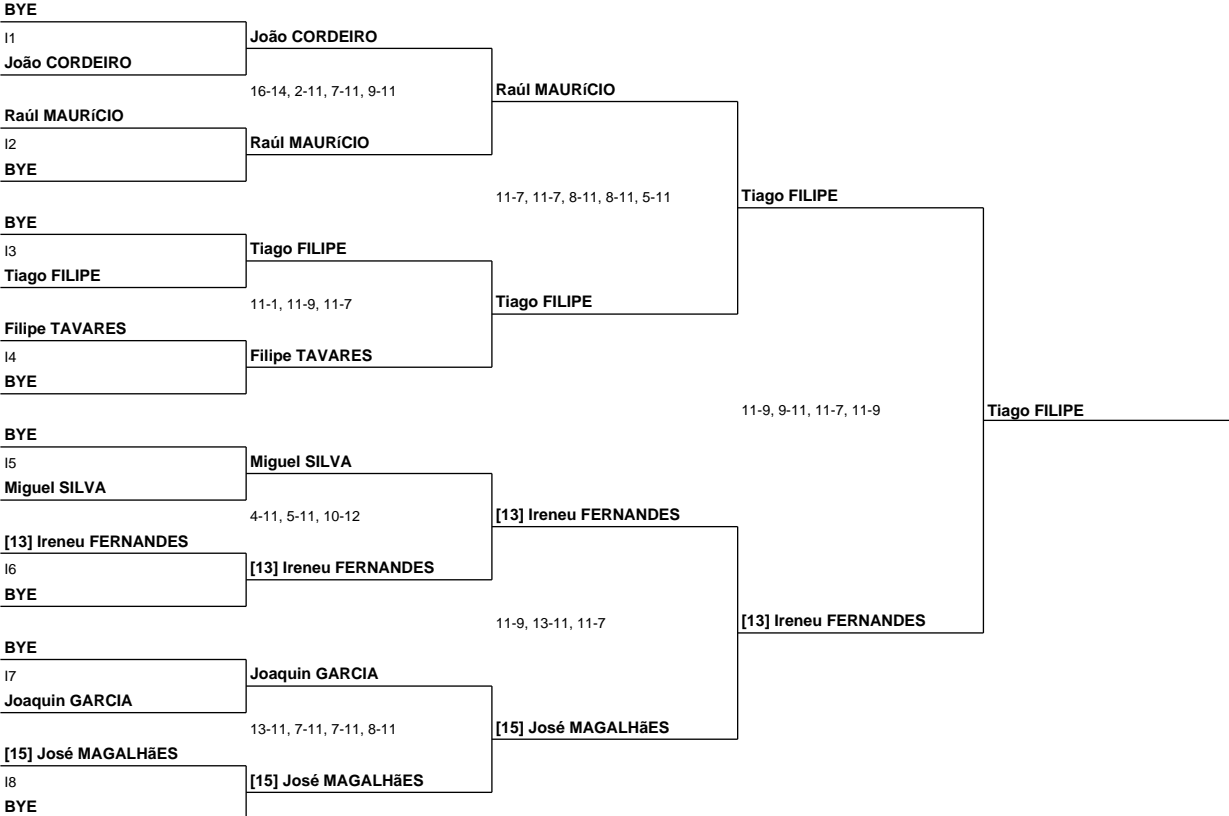 BYE
I1
João CORDEIRO
Raúl MAURíCIO
I2
BYE
BYE
I3
Tiago FILIPE
Filipe TAVARES
I4
BYE
BYE
I5
Miguel SILVA
[13] Ireneu FERNANDES
I6
BYE
BYE
I7
Joaquin GARCIA
[15] José MAGALHãES
I8
BYE
João CORDEIRO
16-14, 2-11, 7-11, 9-11
Raúl MAURíCIO
Tiago FILIPE
11-1, 11-9, 11-7
Filipe TAVARES
Miguel SILVA
4-11, 5-11, 10-12
[13] Ireneu FERNANDES
Joaquin GARCIA
13-11, 7-11, 7-11, 8-11
[15] José MAGALHãES
Raúl MAURíCIO
11-7, 11-7, 8-11, 8-11, 5-11
Tiago FILIPE
[13] Ireneu FERNANDES
11-9, 13-11, 11-7
[15] José MAGALHãES
Tiago FILIPE
11-9, 9-11, 11-7, 11-9
[13] Ireneu FERNANDES
Tiago FILIPE